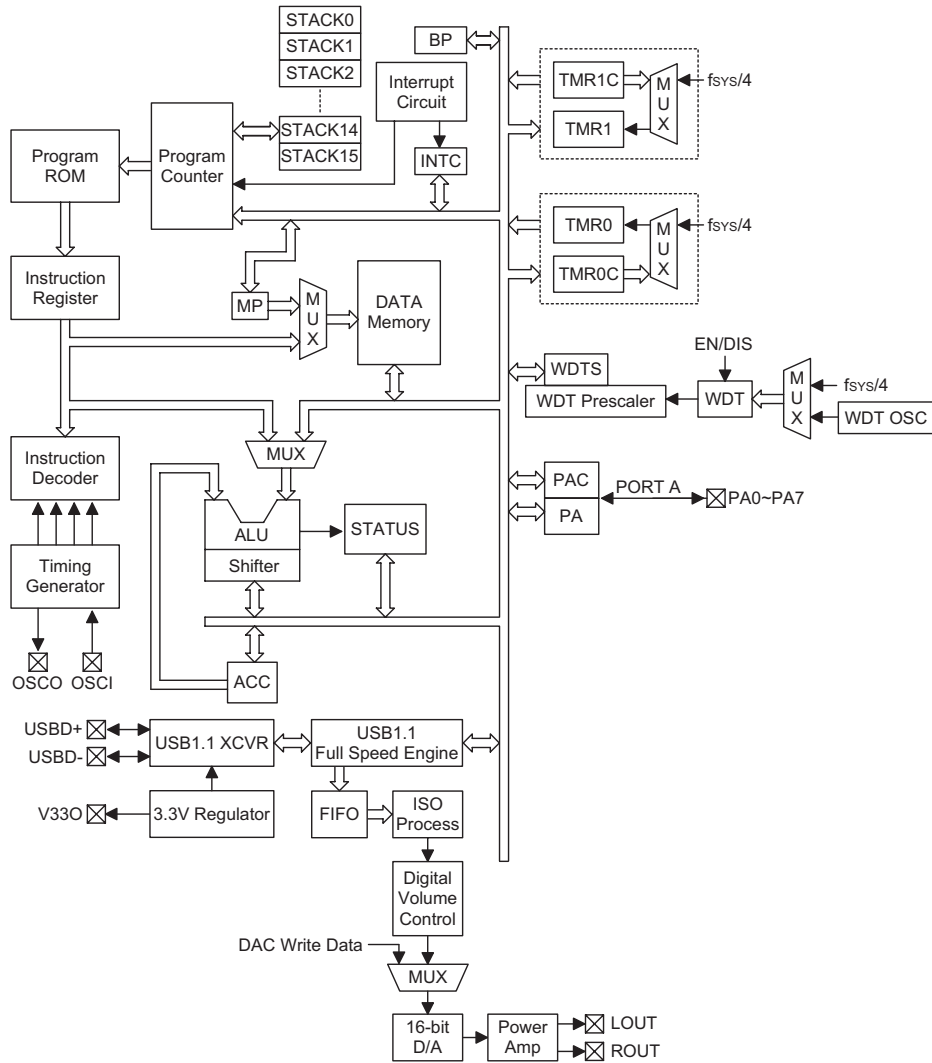 STACK0
STACK1
STACK2
STACK14
STACK15
Program
ROM
Program
Counter
Interrupt
Circuit
INTC
BP
TMR1C
TMR1
MUX
fSYS/4
TMR0
TMR0C
MUX
fSYS/4
Instruction
Register
MP
MUX
DATA
Memory
EN/DIS
WDTS
WDT Prescaler
WDT
MUX
fSYS/4
WDT OSC
Instruction
Decoder
MUX
ALU
Shifter
STATUS
PAC
PA
PORT A
PA0~PA7
Timing
Generator
OSCO
OSCI
ACC
USBD+
USBD-
USB1.1 XCVR
USB1.1
Full Speed Engine
V33O
3.3V Regulator
FIFO
ISO
Process
Digital
Volume
Control
DAC Write Data
MUX
16-bit
D/A
Power
Amp
LOUT
ROUT